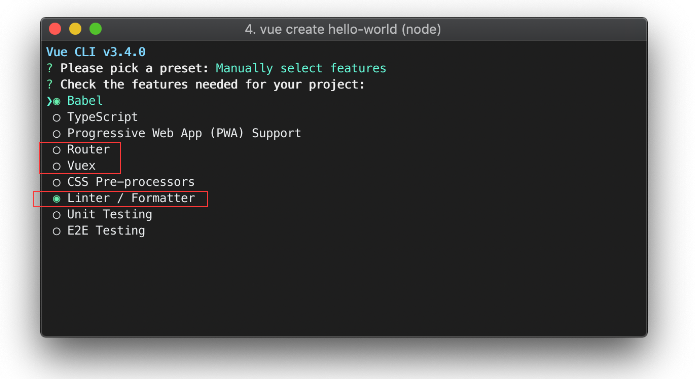 4. vue create hello-world (node)
Vue CLI v3.4.0
? Please pick a preset: Manually select features
? Check the features needed for your project:
❯◉ Babel
◯ TypeScript
◯ Progressive Web App (PWA) Support
◯ Router
◯ Vuex
◯ CSS Pre-processors
◉ Linter / Formatter
◯ Unit Testing
◯ E2E Testing